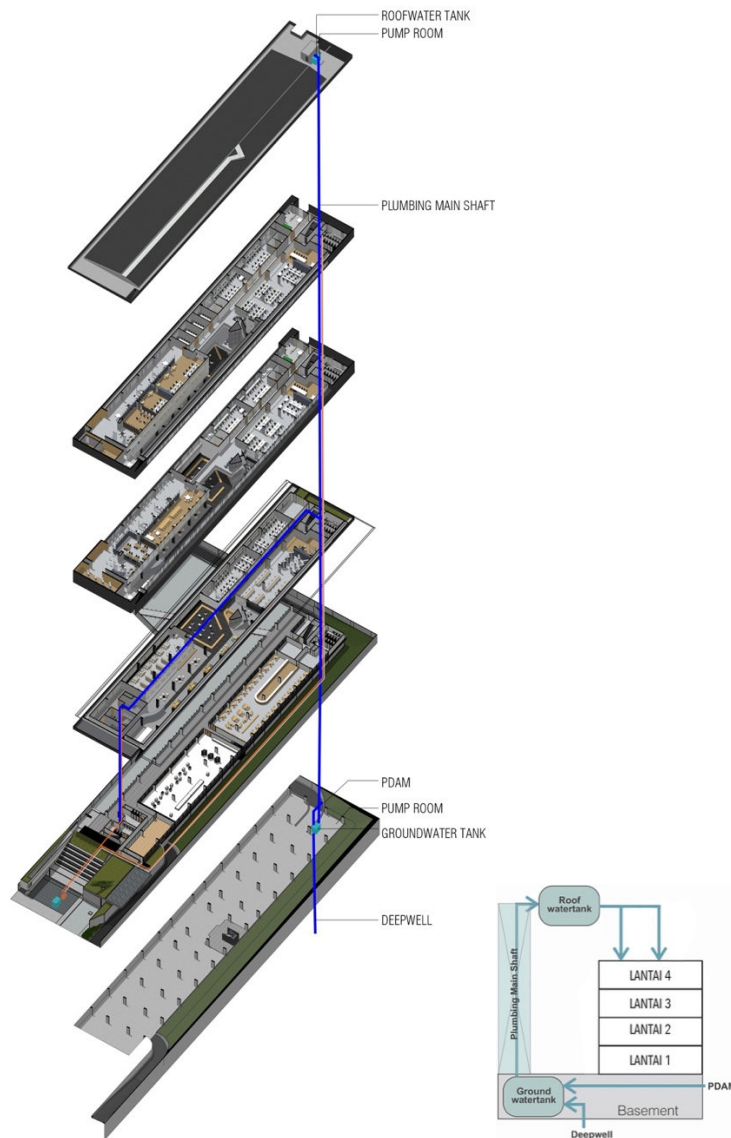 ROOFWATER TANK
PUMP ROOM
PLUMBING MAIN SHAFT
PDAM
PUMP ROOM
GROUNDWATER TANK
DEEPWELL
Roof
watertank
Plumbing Main Shaft
LANTAI 4
LANTAI 3
LANTAI 2
LANTAI 1
Ground
watertank
PDAM
Basement
Deepwell